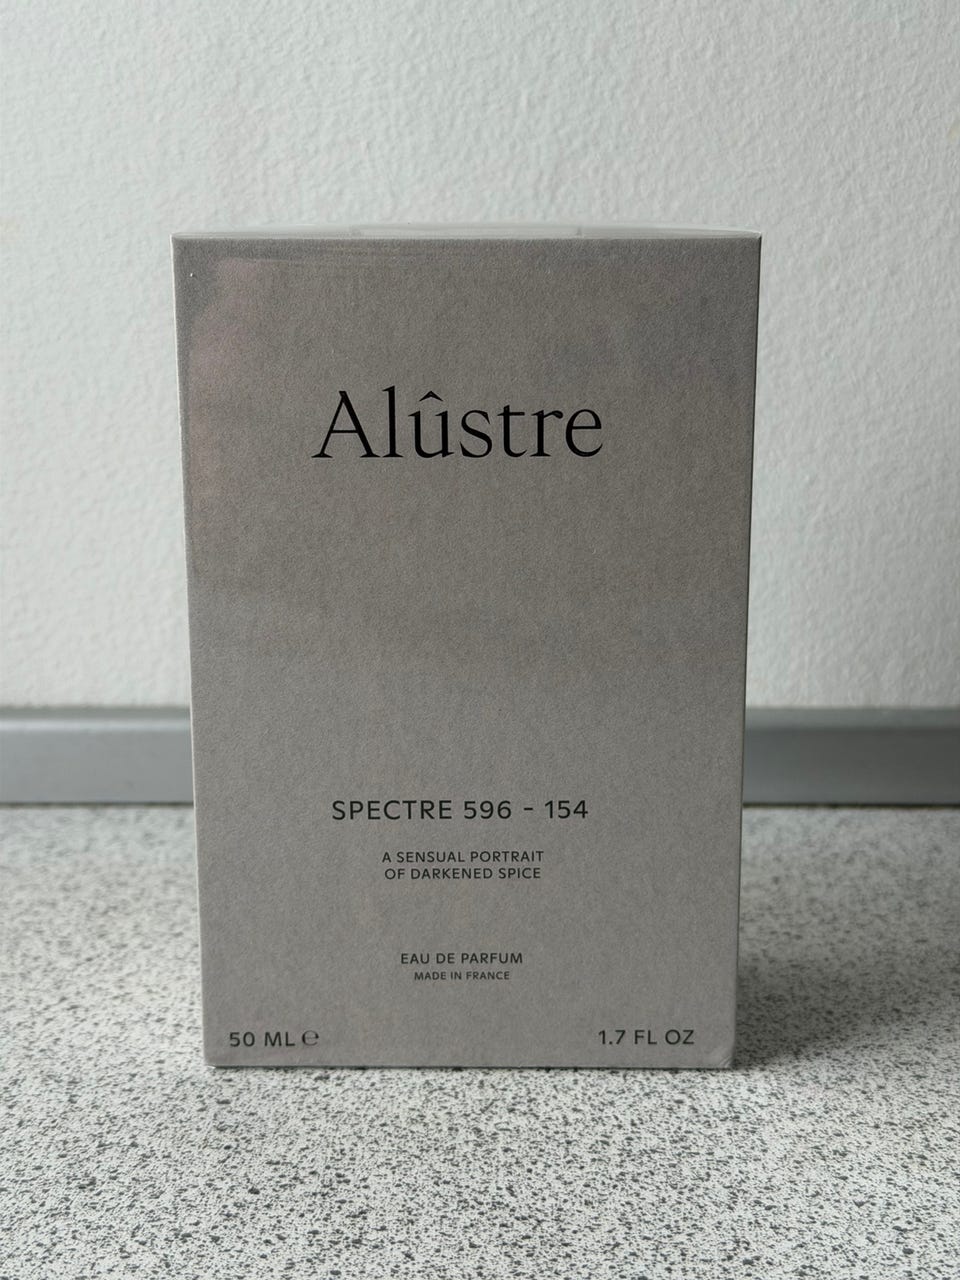 Alûstre
SPECTRE 596 - 154
A SENSUAL PORTRAIT
OF DARKENED SPICE
EAU DE PARFUM
MADE IN FRANCE
50 ML ℮
1.7 FL OZ